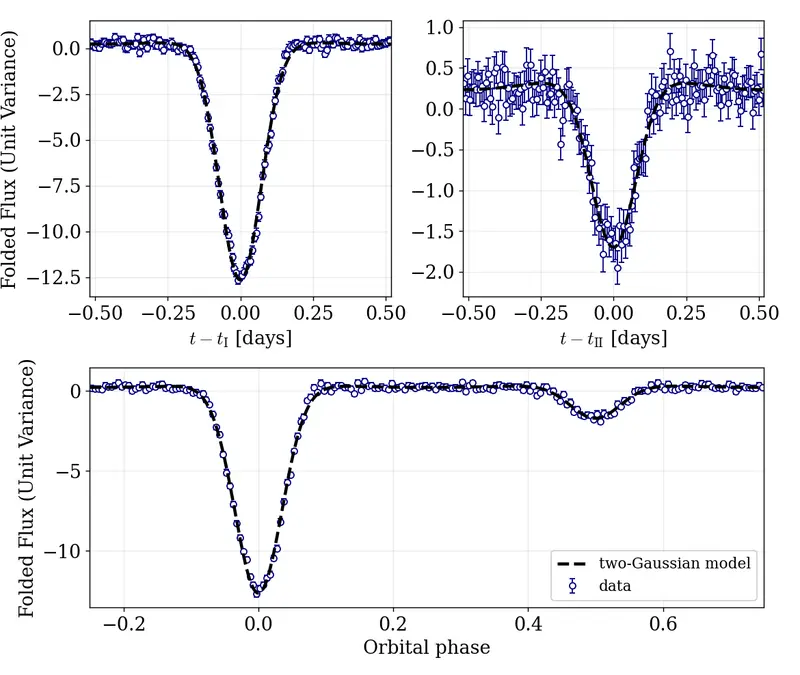 Folded Flux (Unit Variance)
0.0
−2.5
−5.0
−7.5
−10.0
−12.5
−0.50 −0.25 0.00 0.25 0.50
t − tI [days]
1.0
0.5
0.0
−0.5
−1.0
−1.5
−2.0
−0.50 −0.25 0.00 0.25 0.50
t − tII [days]
Folded Flux (Unit Variance)
0
−5
−10
two-Gaussian model
data
−0.2 0.0 0.2 0.4 0.6
Orbital phase